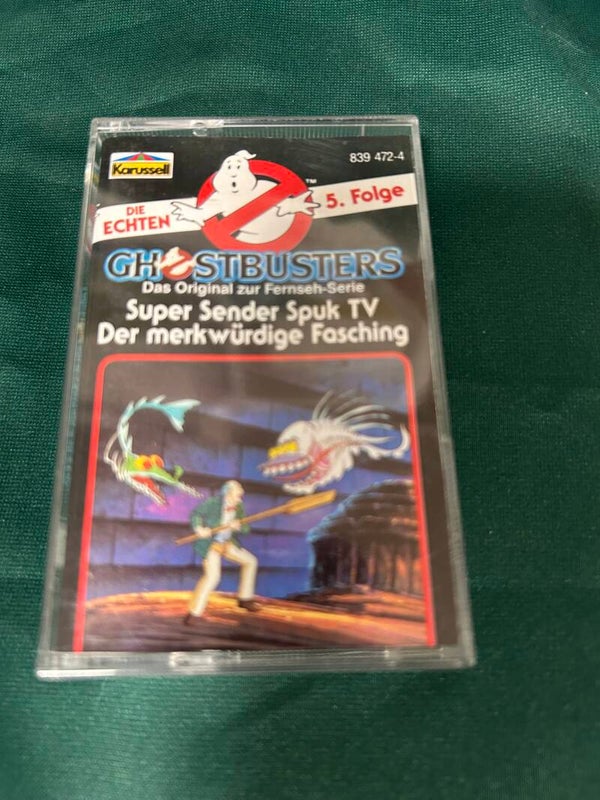 Karussell
839 472-4
™
DIE
ECHTEN
5. Folge
GHOSTBUSTERS
Das Original zur Fernseh-Serie
Super Sender Spuk TV
Der merkwürdige Fasching